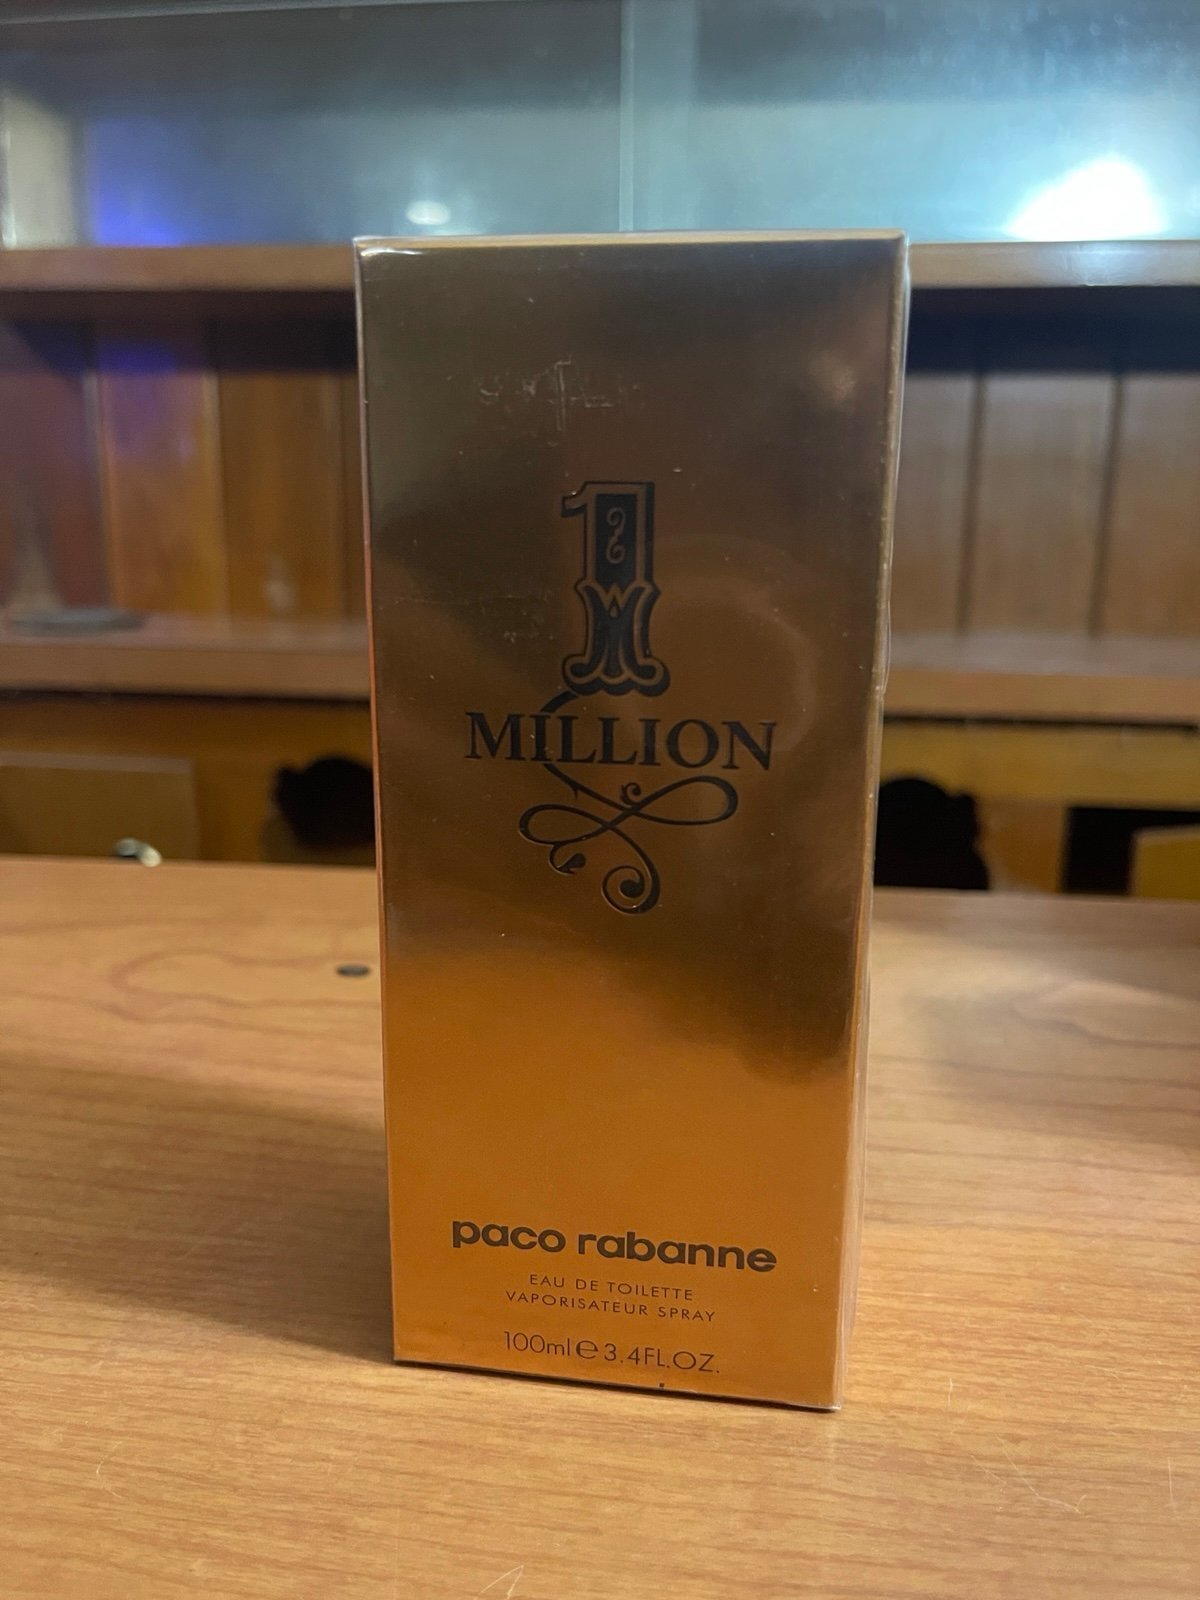 1
MILLION
paco rabanne
EAU DE TOILETTE
VAPORISATEUR SPRAY
100ml℮3.4FL.OZ.